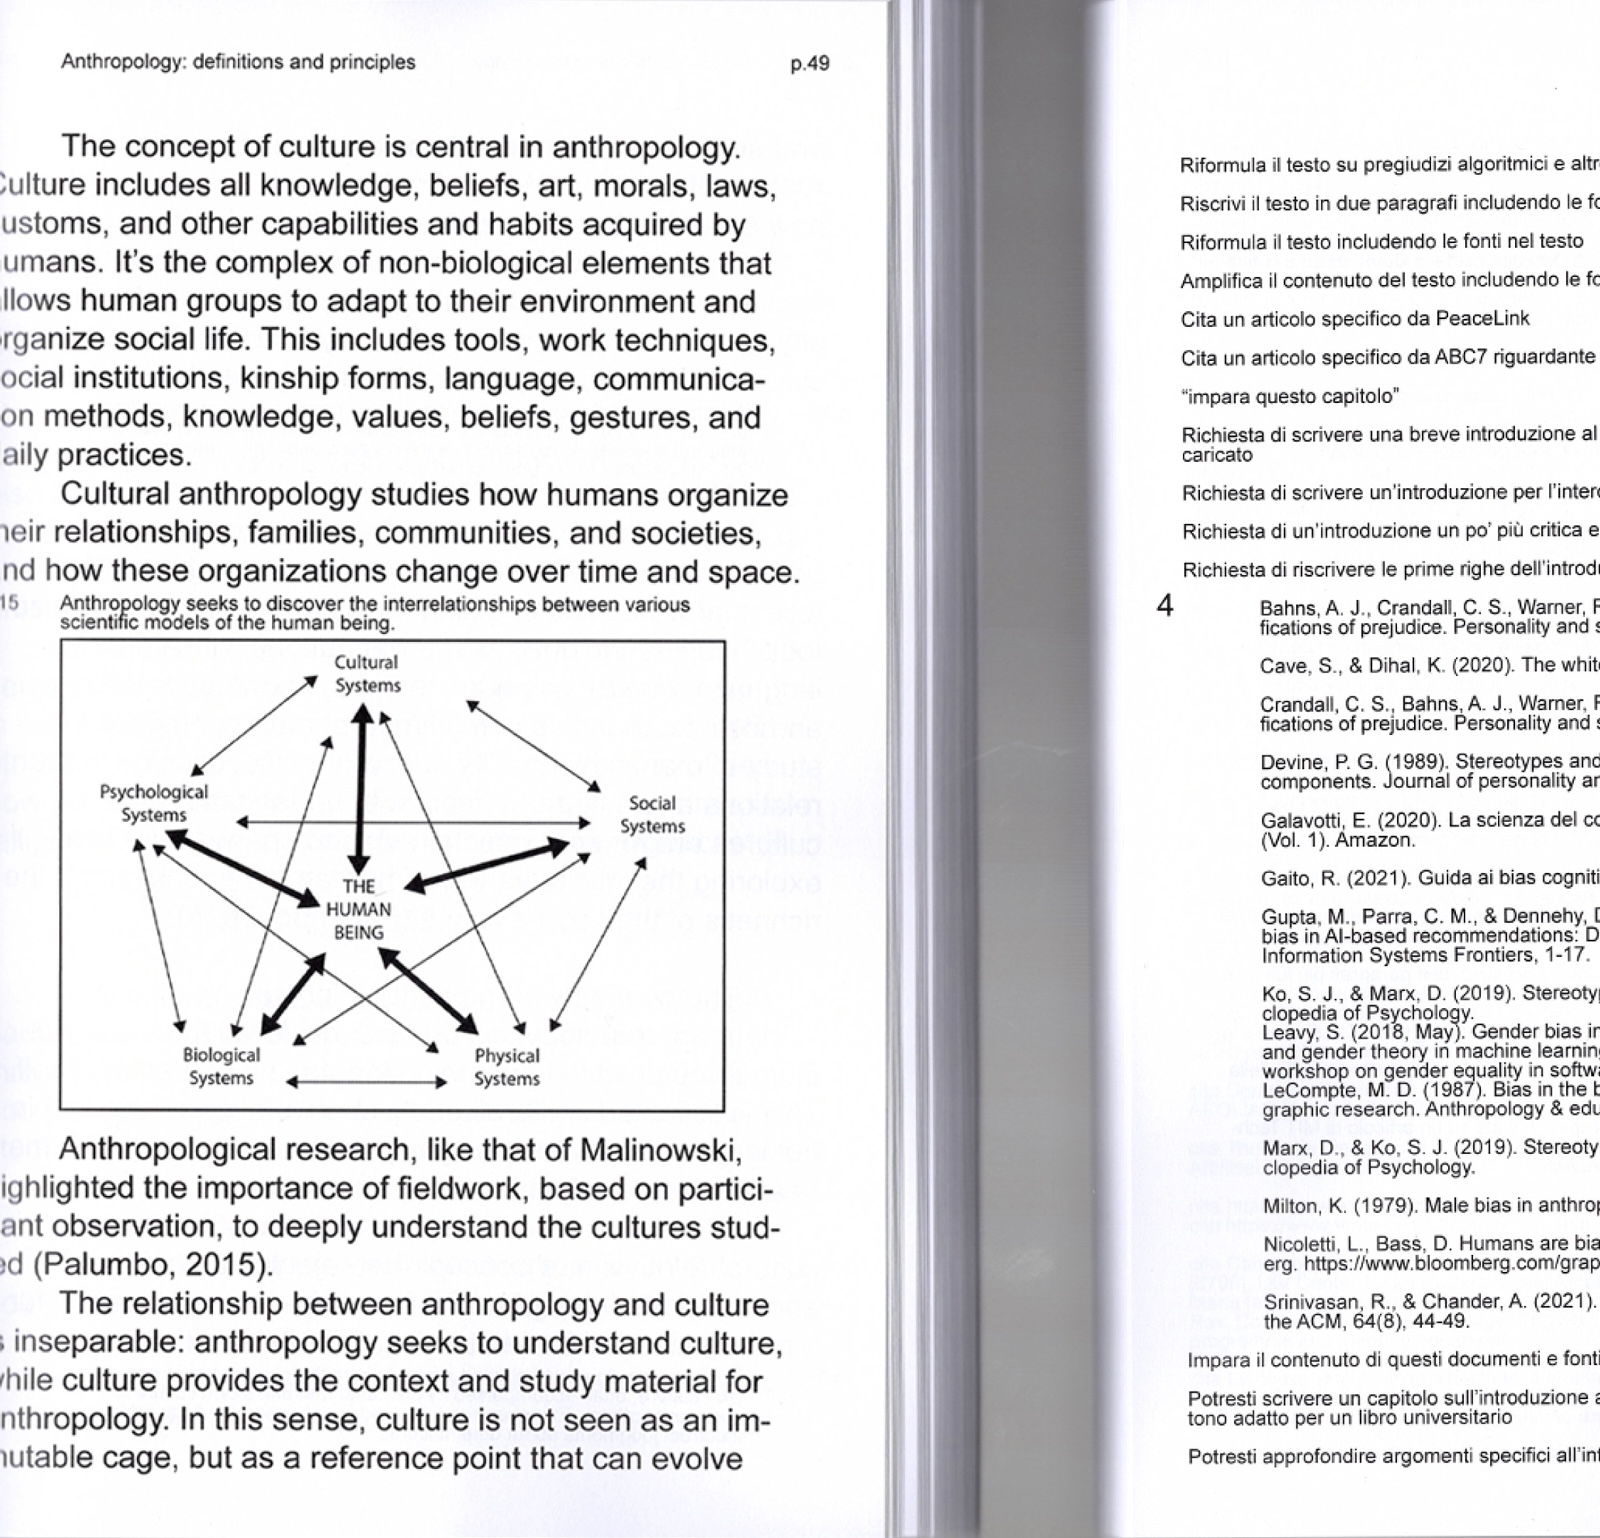 Anthropology: definitions and principles
p.49
The concept of culture is central in anthropology.
Culture includes all knowledge, beliefs, art, morals, laws,
ustoms, and other capabilities and habits acquired by
umans. It's the complex of non-biological elements that
llows human groups to adapt to their environment and
rganize social life. This includes tools, work techniques,
ocial institutions, kinship forms, language, communica-
on methods, knowledge, values, beliefs, gestures, and
aily practices.
Cultural anthropology studies how humans organize
heir relationships, families, communities, and societies,
nd how these organizations change over time and space.
15 Anthropology seeks to discover the interrelationships between various
scientific models of the human being.
Cultural
Systems
Psychological
Systems
Social
Systems
THE
HUMAN
BEING
Biological
Systems
Physical
Systems
Anthropological research, like that of Malinowski,
ighlighted the importance of fieldwork, based on partici-
ant observation, to deeply understand the cultures stud-
ed (Palumbo, 2015).
The relationship between anthropology and culture
s inseparable: anthropology seeks to understand culture,
while culture provides the context and study material for
nthropology. In this sense, culture is not seen as an im-
mutable cage, but as a reference point that can evolve
Riformula il testo su pregiudizi algoritmici e altr
Riscrivi il testo in due paragrafi includendo le fo
Riformula il testo includendo le fonti nel testo
Amplifica il contenuto del testo includendo le fo
Cita un articolo specifico da PeaceLink
Cita un articolo specifico da ABC7 riguardante
“impara questo capitolo”
Richiesta di scrivere una breve introduzione al
caricato
Richiesta di scrivere un'introduzione per l'inter
Richiesta di un'introduzione un po' più critica e
Richiesta di riscrivere le prime righe dell'introdu
4 Bahns, A. J., Crandall, C. S., Warner, R
fications of prejudice. Personality and s
Cave, S., & Dihal, K. (2020). The white
Crandall, C. S., Bahns, A. J., Warner, R
fications of prejudice. Personality and s
Devine, P. G. (1989). Stereotypes and
components. Journal of personality an
Galavotti, E. (2020). La scienza del co
(Vol. 1). Amazon.
Gaito, R. (2021). Guida ai bias cogniti
Gupta, M., Parra, C. M., & Dennehy, D
bias in AI-based recommendations: D
Information Systems Frontiers, 1-17.
Ko, S. J., & Marx, D. (2019). Stereotyp
clopedia of Psychology.
Leavy, S. (2018, May). Gender bias in
and gender theory in machine learning
workshop on gender equality in softwa
LeCompte, M. D. (1987). Bias in the b
graphic research. Anthropology & edu
Marx, D., & Ko, S. J. (2019). Stereoty
clopedia of Psychology.
Milton, K. (1979). Male bias in anthrop
Nicoletti, L., Bass, D. Humans are bia
erg. https://www.bloomberg.com/grap
Srinivasan, R., & Chander, A. (2021).
the ACM, 64(8), 44-49.
Impara il contenuto di questi documenti e fonti
Potresti scrivere un capitolo sull'introduzione a
tono adatto per un libro universitario
Potresti approfondire argomenti specifici all'int